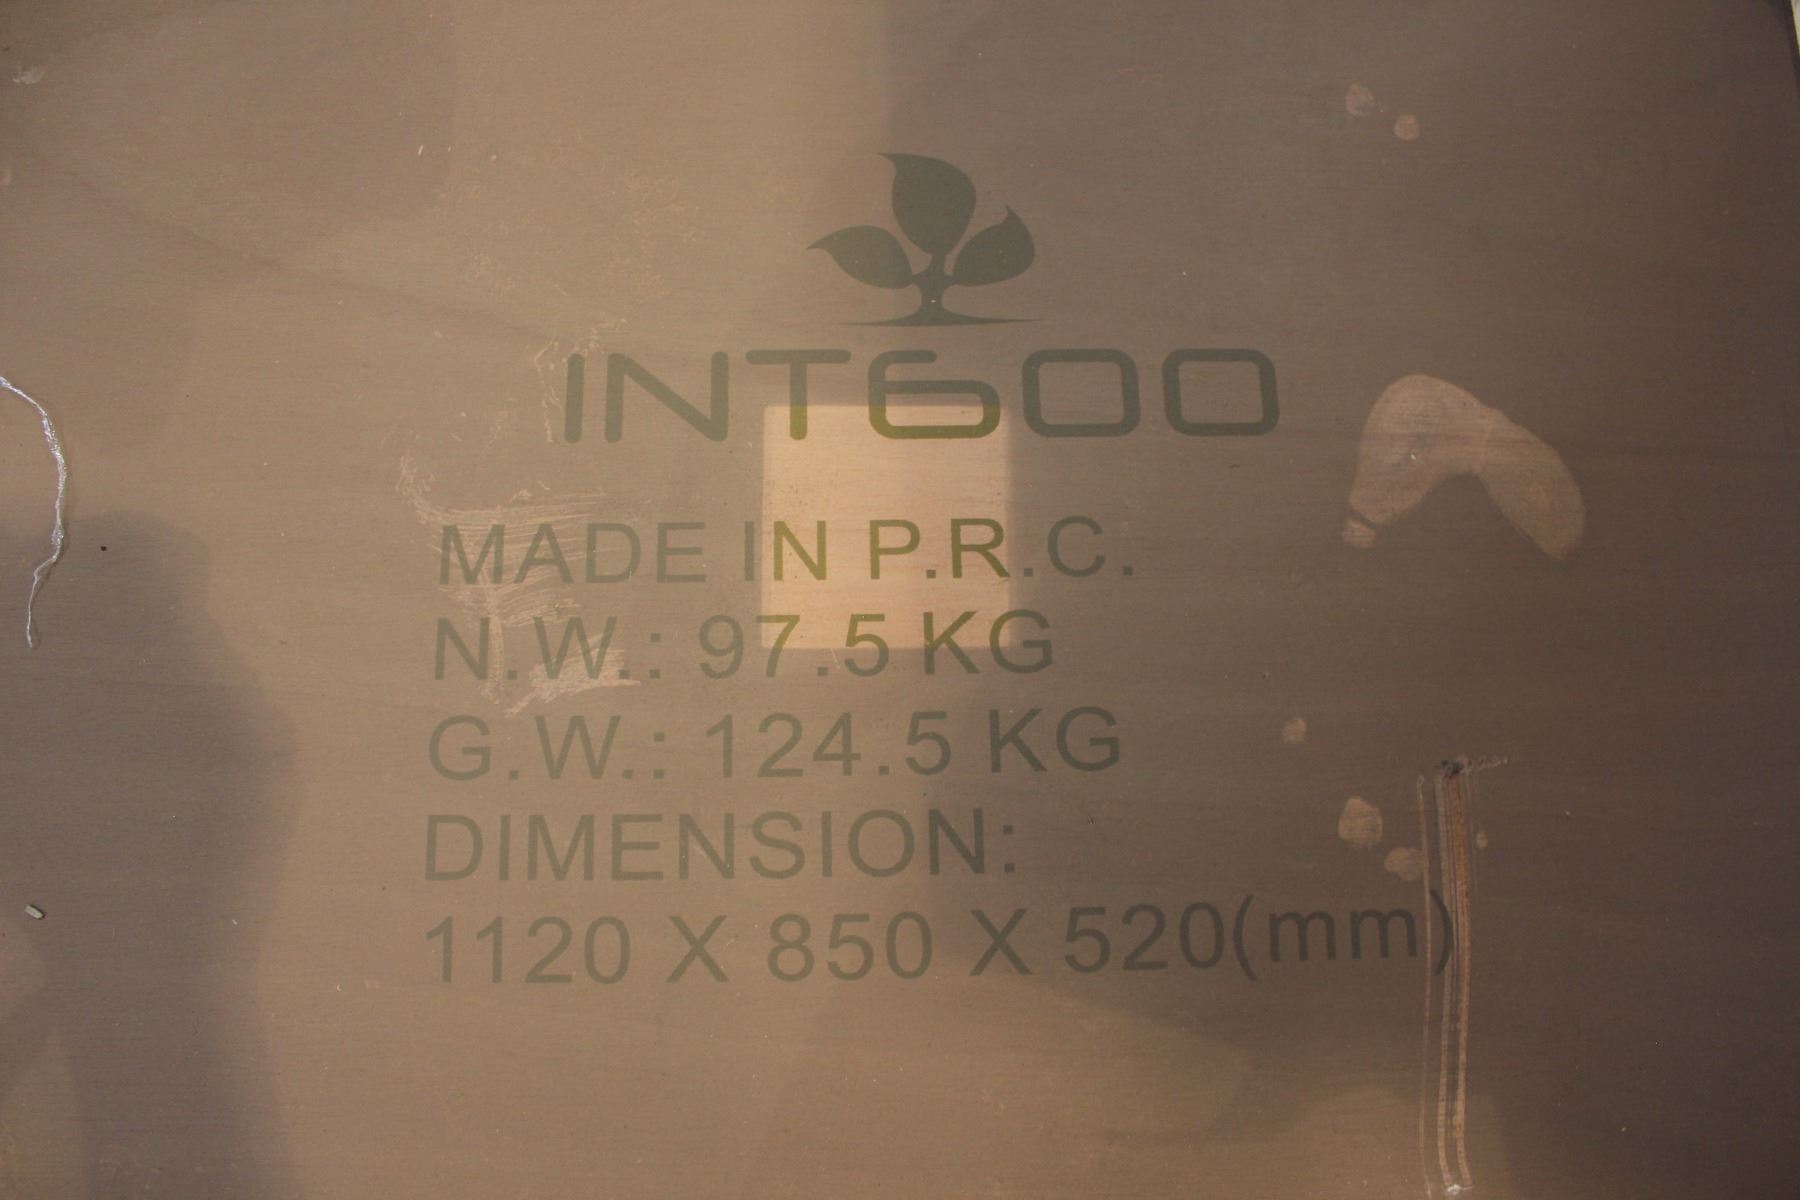 INT600
MADE IN P.R.C.
N.W.: 97.5 KG
G.W.: 124.5 KG
DIMENSION:
1120 X 850 X 520(mm)